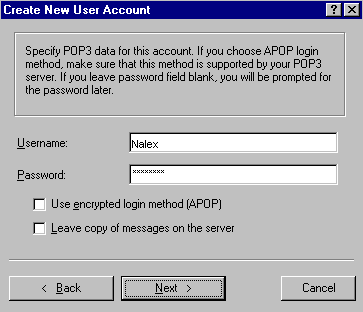 Create New User Account
Specify POP3 data for this account. If you choose APOP login
method, make sure that this method is supported by your POP3
server. If you leave password field blank, you will be prompted for
the password later.
Username: Nalex
Password: ********
Use encrypted login method (APOP)
Leave copy of messages on the server
< Back Next > Cancel